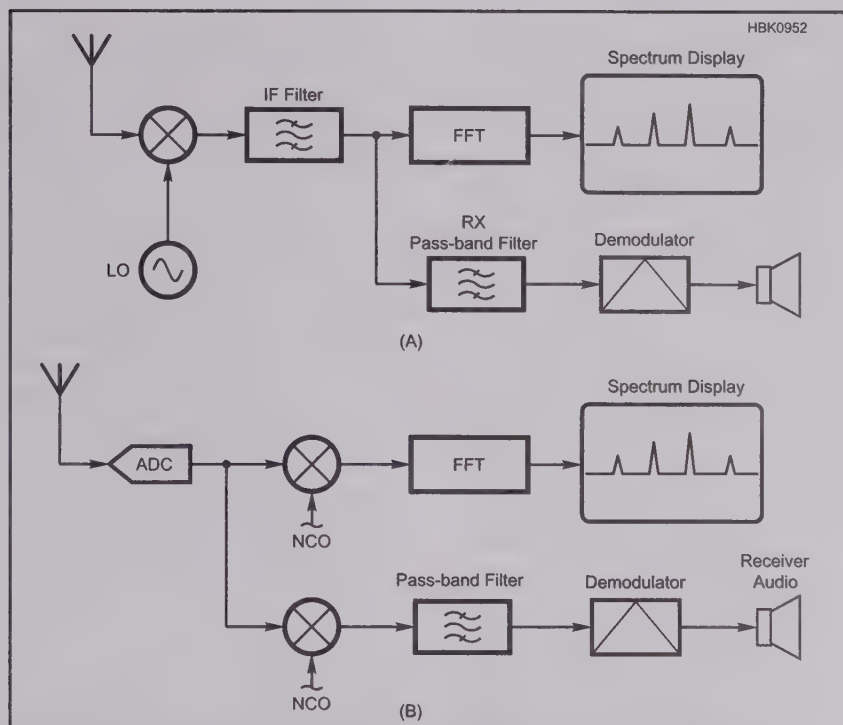 HBK0952
Spectrum Display
IF Filter
FFT
RX
Pass-band Filter
Demodulator
LO
(A)
Spectrum Display
ADC
FFT
NCO
Pass-band Filter
Demodulator
Receiver
Audio
NCO
(B)